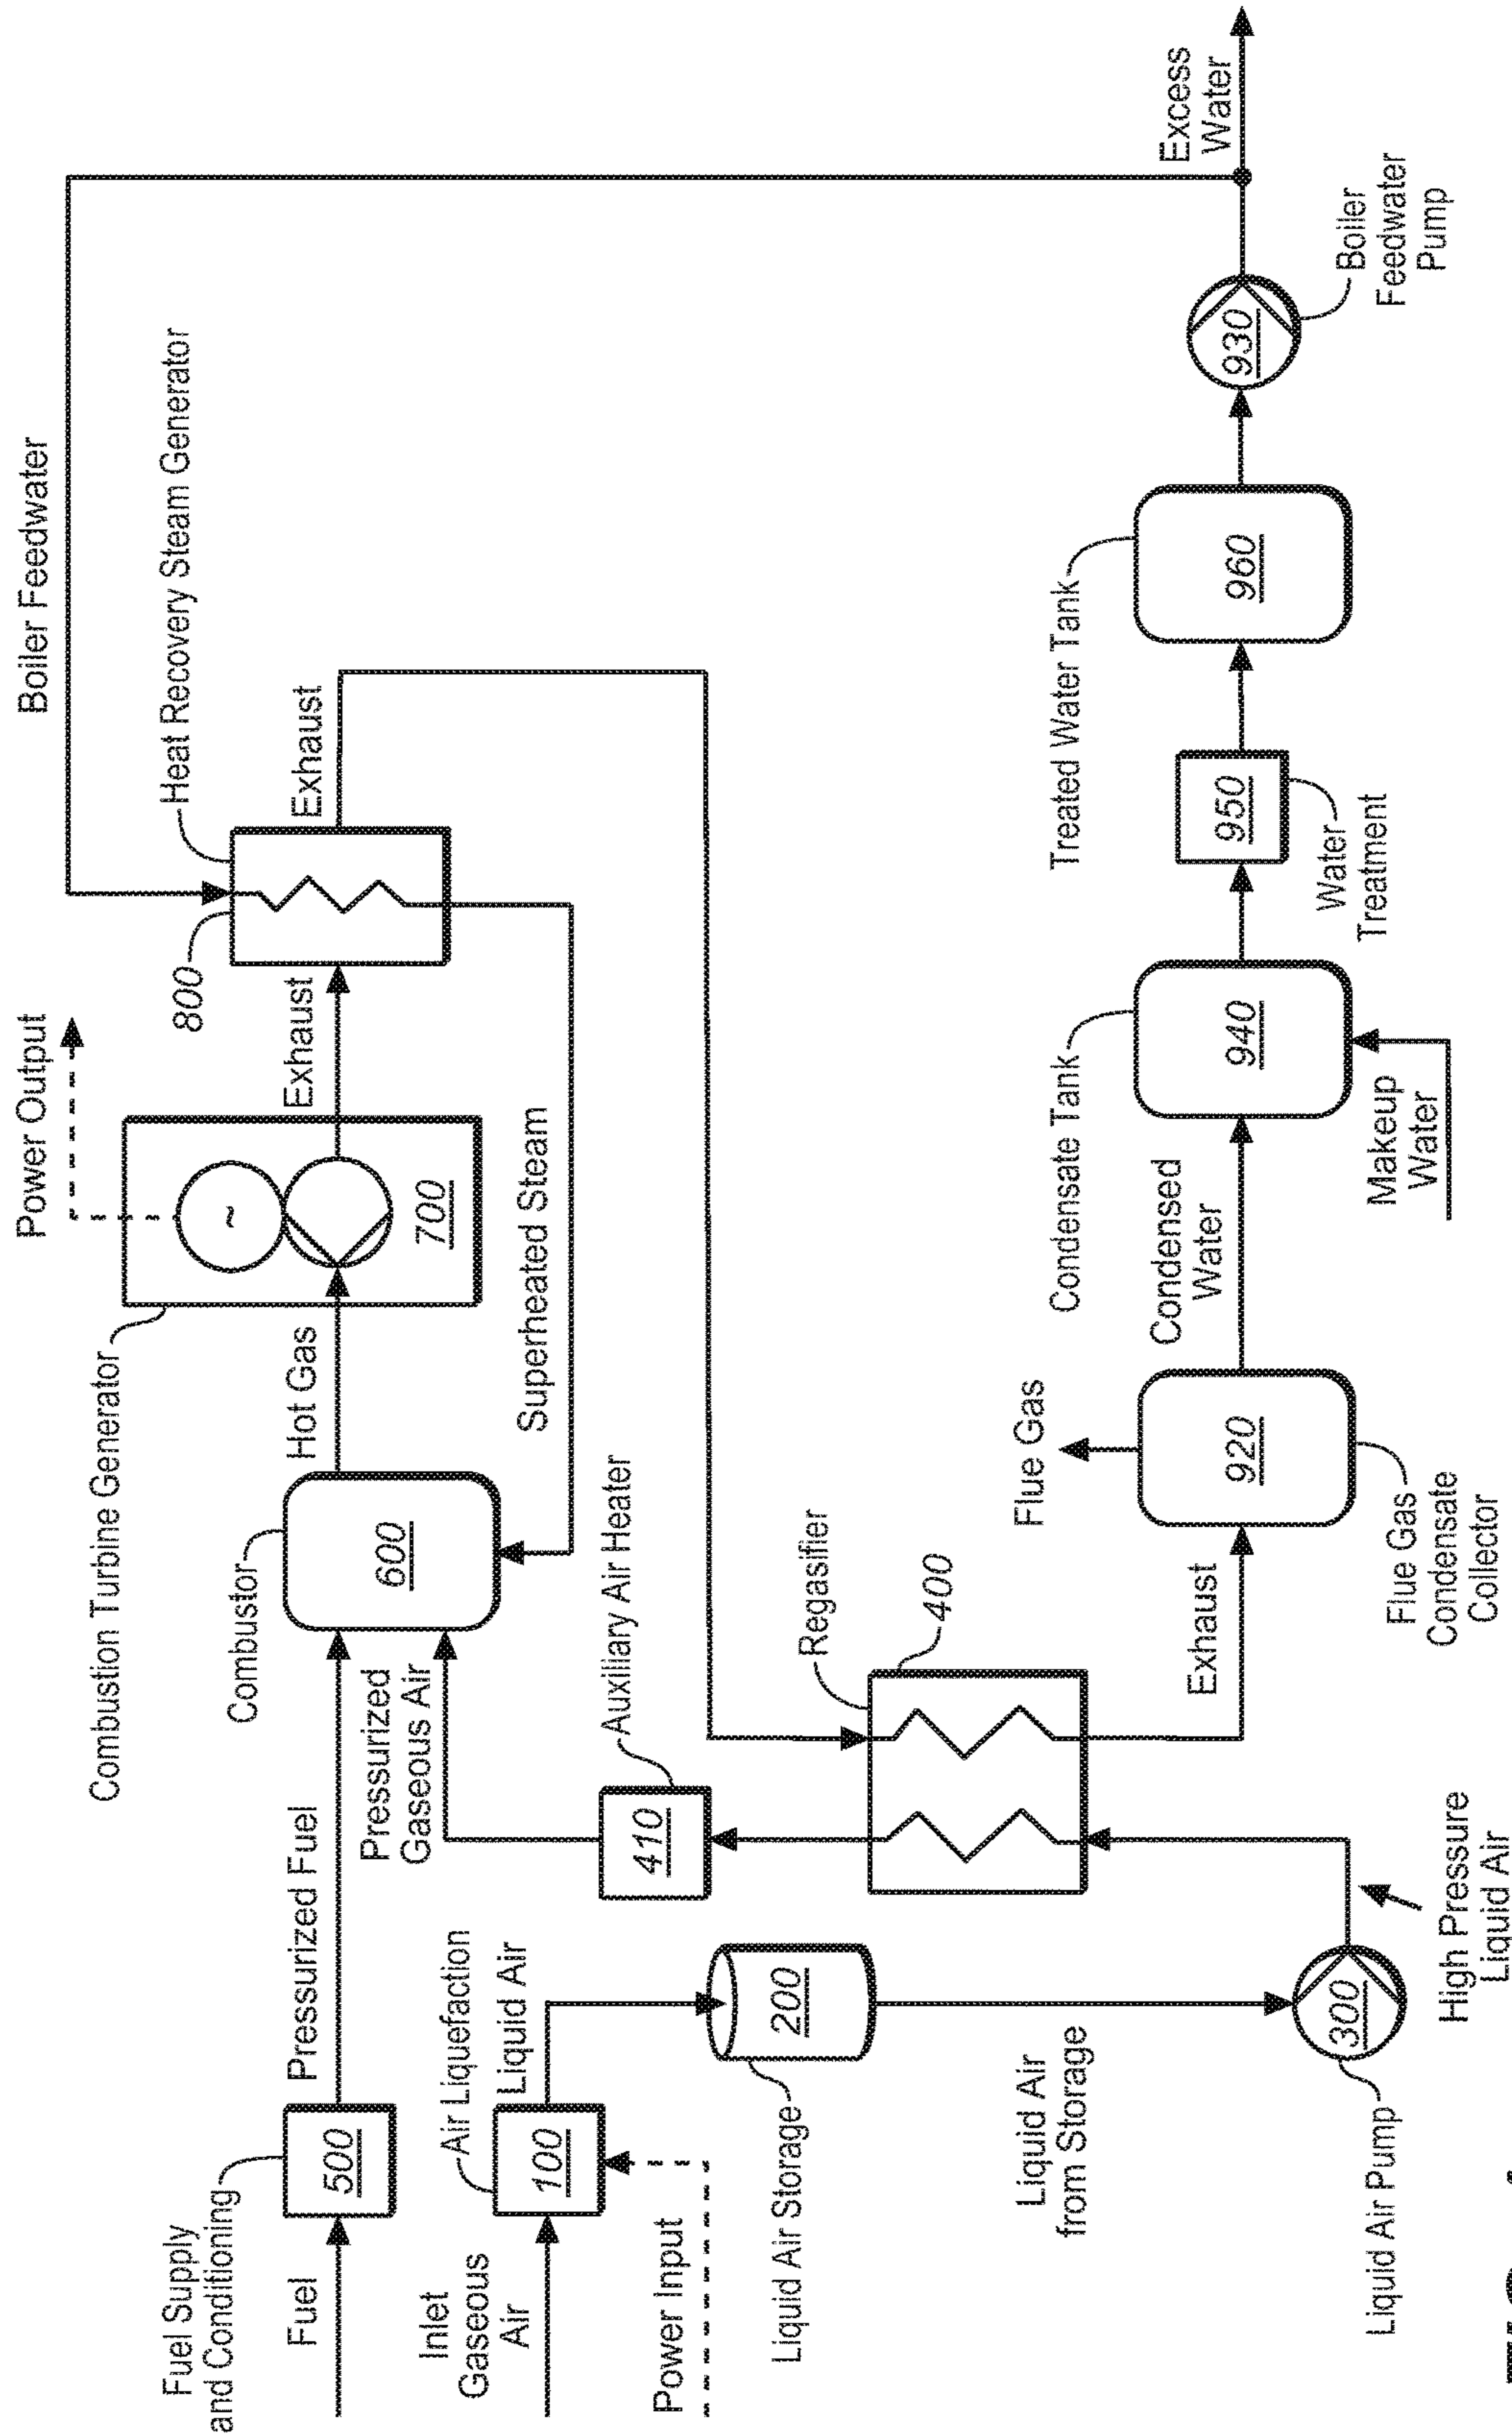 Fuel Supply
and Conditioning
Fuel
500
Pressurized Fuel
Inlet
Gaseous
Air
Air Liquefaction
100
Liquid Air
Power Input
Liquid Air Storage
200
Liquid Air
from Storage
Liquid Air Pump
300
High Pressure
Liquid Air
Regasifier
400
Auxiliary Air Heater
410
Pressurized
Gaseous Air
Combustor
600
Hot Gas
Combustion Turbine Generator
~
700
Power Output
Exhaust
800
Heat Recovery Steam Generator
Exhaust
Superheated Steam
Boiler Feedwater
Exhaust
Flue Gas
920
Flue Gas
Condensate
Collector
Condensed
Water
Condensate Tank
940
Makeup
Water
950
Water
Treatment
Treated Water Tank
960
930
Boiler
Feedwater
Pump
Excess
Water